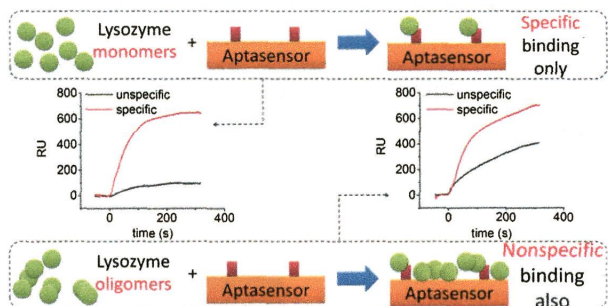 Lysozyme
monomers
+
Aptasensor
Aptasensor
Specific
binding
only
800
600
400
200
0
RU
unspecific
specific
0 200 400
time (s)
800
600
400
200
0
RU
unspecific
specific
0 200 400
time (s)
Lysozyme
oligomers
+
Aptasensor
Aptasensor
Nonspecific
binding
also